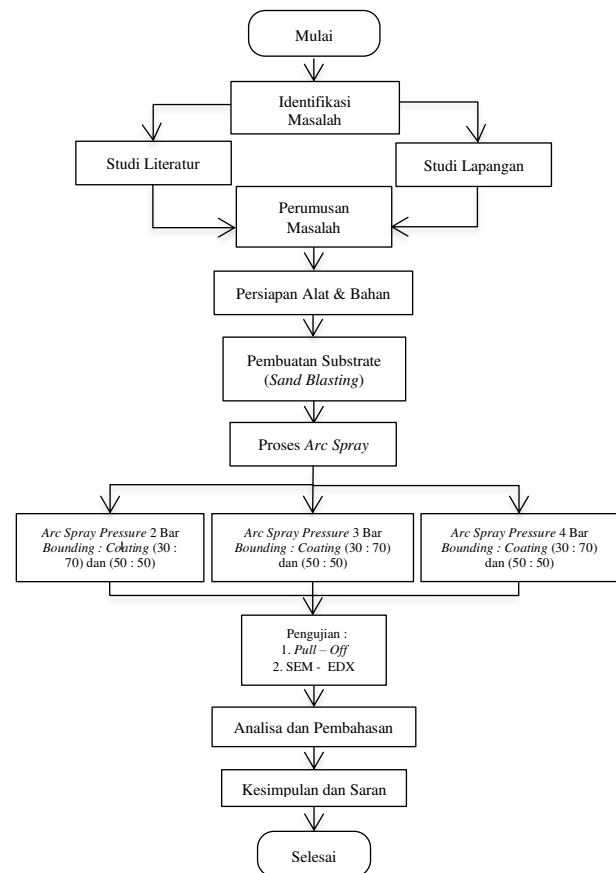 Mulai
Identifikasi
Masalah
Studi Literatur
Studi Lapangan
Perumusan
Masalah
Persiapan Alat & Bahan
Pembuatan Substrate
(Sand Blasting)
Proses Arc Spray
Arc Spray Pressure 2 Bar
Bounding : Coating (30 :
70) dan (50 : 50)
Arc Spray Pressure 3 Bar
Bounding : Coating (30 : 70)
dan (50 : 50)
Arc Spray Pressure 4 Bar
Bounding : Coating (30 : 70)
dan (50 : 50)
Pengujian :
1. Pull – Off
2. SEM - EDX
Analisa dan Pembahasan
Kesimpulan dan Saran
Selesai